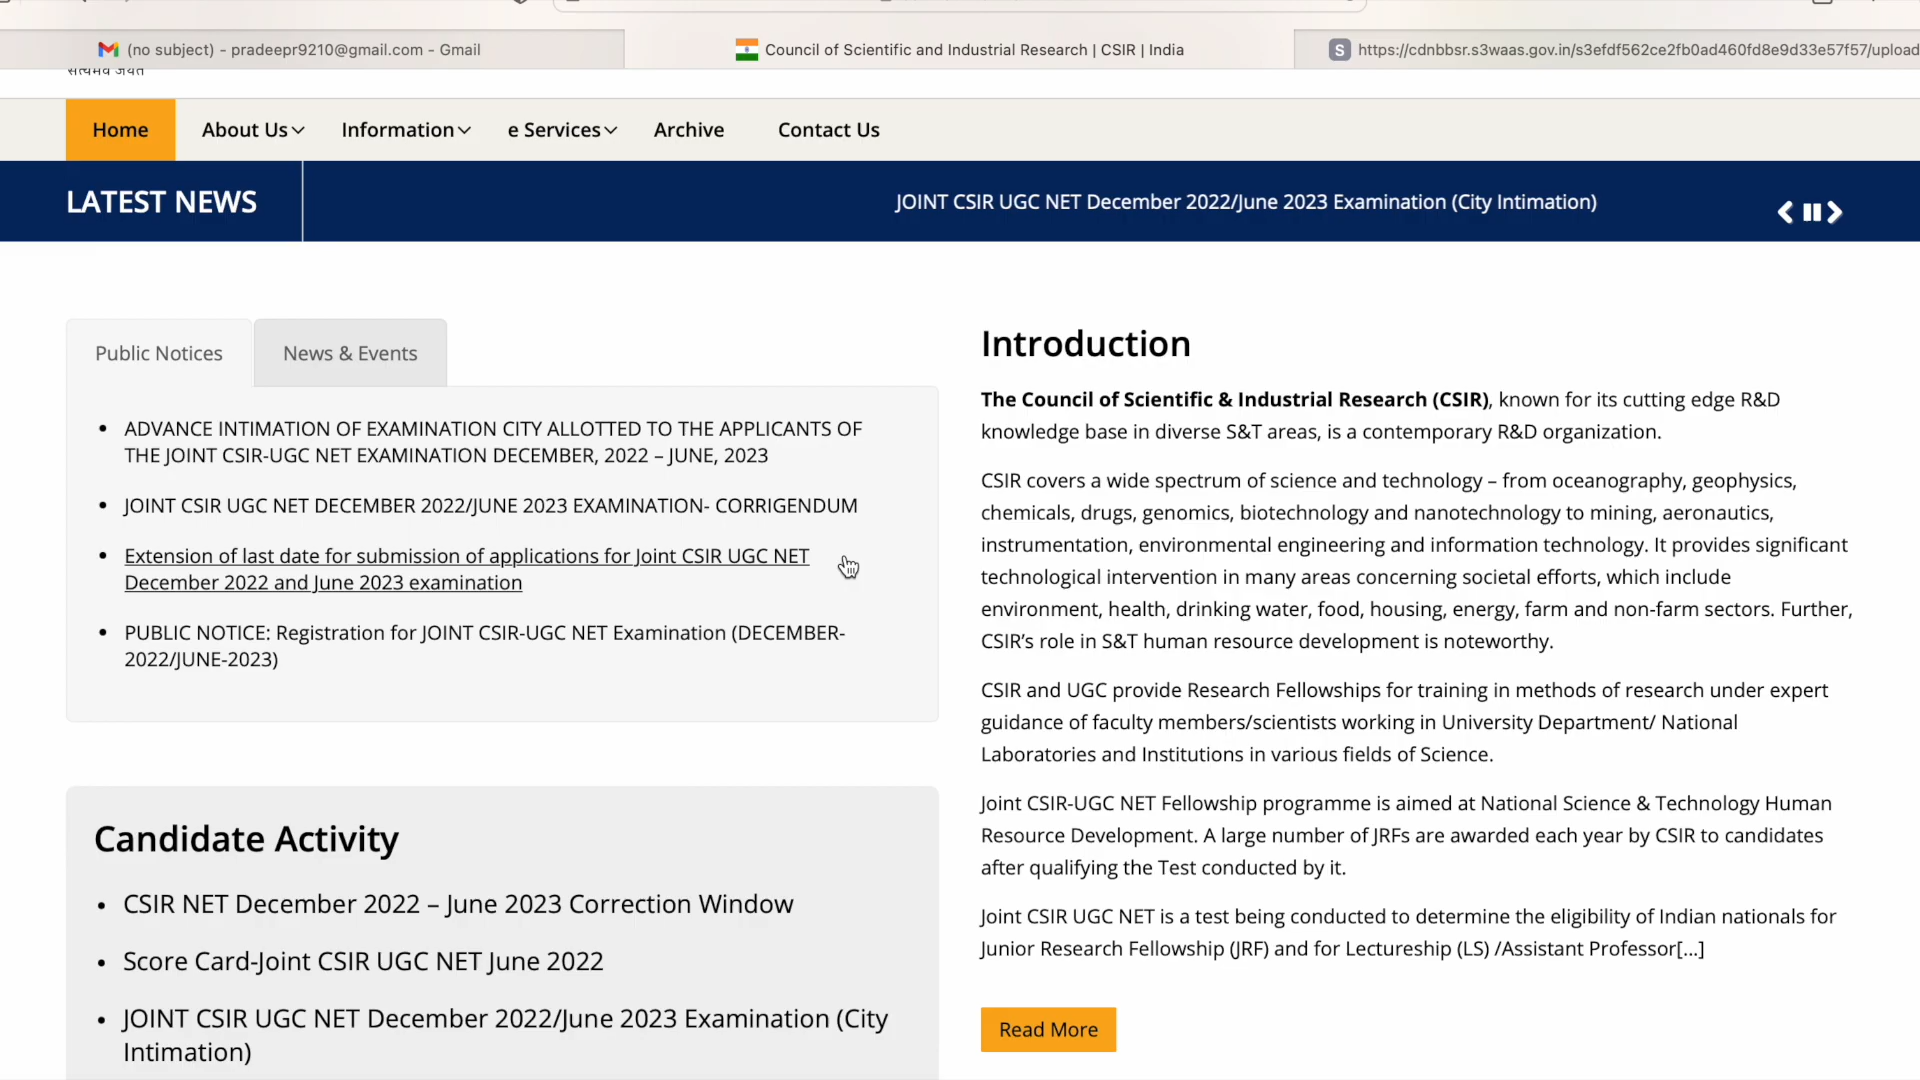 (no subject) - pradeepr9210@gmail.com - Gmail
Council of Scientific and Industrial Research | CSIR | India
S https://cdnbbsr.s3waas.gov.in/s3efdf562ce2fb0ad460fd8e9d33e57f57/upload
सत्यमेव जयते
Home
About Us
Information
e Services
Archive
Contact Us
LATEST NEWS
JOINT CSIR UGC NET December 2022/June 2023 Examination (City Intimation)
Public Notices
News & Events
• ADVANCE INTIMATION OF EXAMINATION CITY ALLOTTED TO THE APPLICANTS OF
THE JOINT CSIR-UGC NET EXAMINATION DECEMBER, 2022 – JUNE, 2023
• JOINT CSIR UGC NET DECEMBER 2022/JUNE 2023 EXAMINATION- CORRIGENDUM
• Extension of last date for submission of applications for Joint CSIR UGC NET
December 2022 and June 2023 examination
• PUBLIC NOTICE: Registration for JOINT CSIR-UGC NET Examination (DECEMBER-
2022/JUNE-2023)
Candidate Activity
• CSIR NET December 2022 – June 2023 Correction Window
• Score Card-Joint CSIR UGC NET June 2022
• JOINT CSIR UGC NET December 2022/June 2023 Examination (City
Intimation)
Introduction
The Council of Scientific & Industrial Research (CSIR), known for its cutting edge R&D
knowledge base in diverse S&T areas, is a contemporary R&D organization.
CSIR covers a wide spectrum of science and technology – from oceanography, geophysics,
chemicals, drugs, genomics, biotechnology and nanotechnology to mining, aeronautics,
instrumentation, environmental engineering and information technology. It provides significant
technological intervention in many areas concerning societal efforts, which include
environment, health, drinking water, food, housing, energy, farm and non-farm sectors. Further,
CSIR’s role in S&T human resource development is noteworthy.
CSIR and UGC provide Research Fellowships for training in methods of research under expert
guidance of faculty members/scientists working in University Department/ National
Laboratories and Institutions in various fields of Science.
Joint CSIR-UGC NET Fellowship programme is aimed at National Science & Technology Human
Resource Development. A large number of JRFs are awarded each year by CSIR to candidates
after qualifying the Test conducted by it.
Joint CSIR UGC NET is a test being conducted to determine the eligibility of Indian nationals for
Junior Research Fellowship (JRF) and for Lectureship (LS) /Assistant Professor[...]
Read More